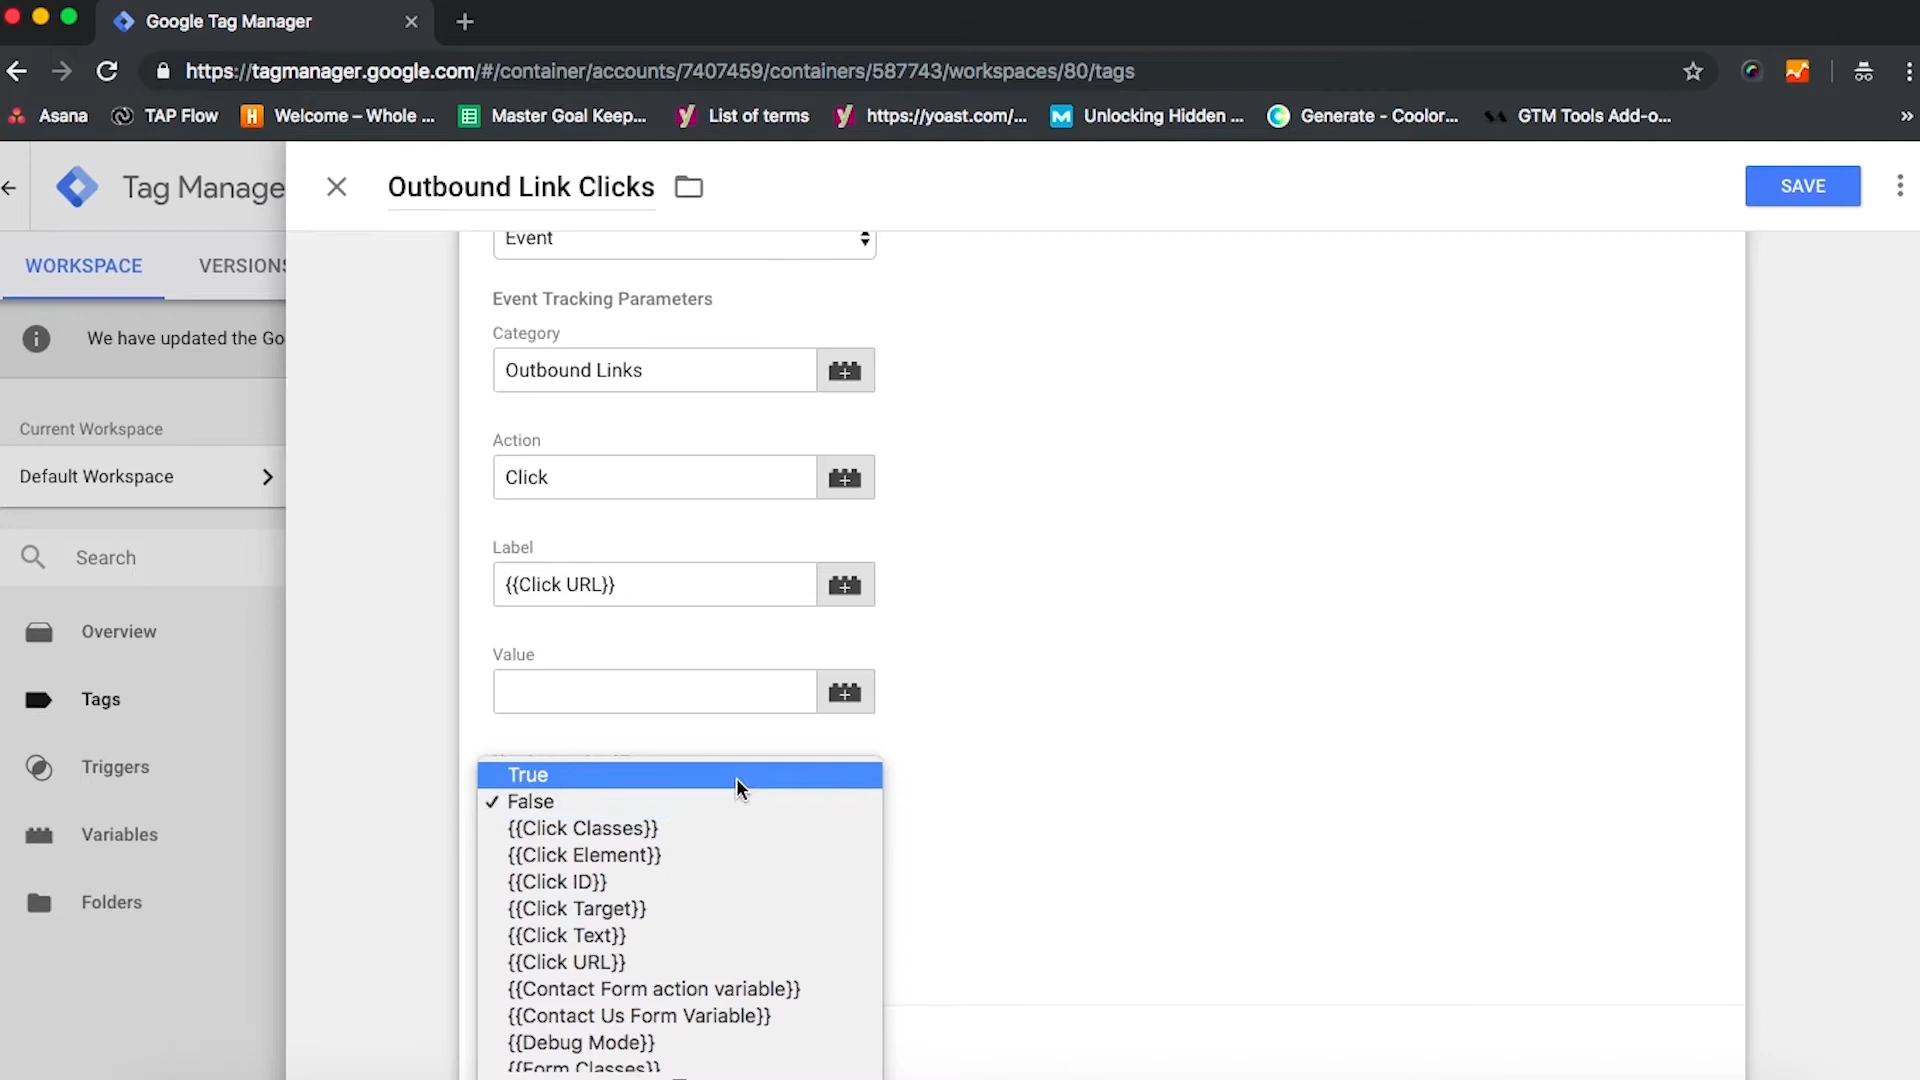 Google Tag Manager
https://tagmanager.google.com/#/container/accounts/7407459/containers/587743/workspaces/80/tags
Asana
TAP Flow
Welcome – Whole ...
Master Goal Keep...
List of terms
https://yoast.com/...
Unlocking Hidden ...
Generate - Coolor...
GTM Tools Add-o...
Tag Manage
Outbound Link Clicks
SAVE
WORKSPACE
VERSIONS
We have updated the Go
Current Workspace
Default Workspace
Search
Overview
Tags
Triggers
Variables
Folders
Event
Event Tracking Parameters
Category
Outbound Links
Action
Click
Label
{{Click URL}}
Value
True
✓ False
{{Click Classes}}
{{Click Element}}
{{Click ID}}
{{Click Target}}
{{Click Text}}
{{Click URL}}
{{Contact Form action variable}}
{{Contact Us Form Variable}}
{{Debug Mode}}
{{Form Classes}}